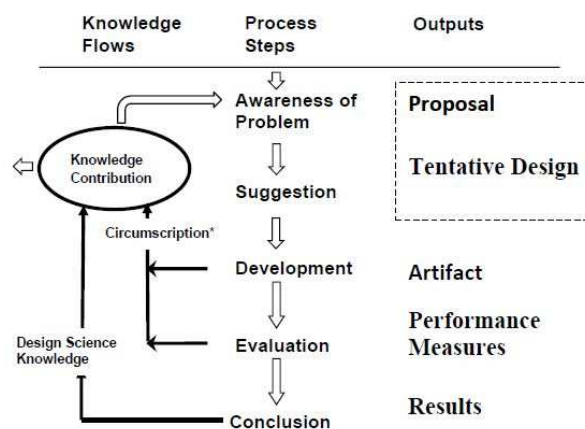 Knowledge Flows
Process Steps
Outputs
Awareness of Problem
Proposal
Knowledge Contribution
Tentative Design
Suggestion
Circumscription*
Development
Artifact
Design Science Knowledge
Evaluation
Performance Measures
Conclusion
Results